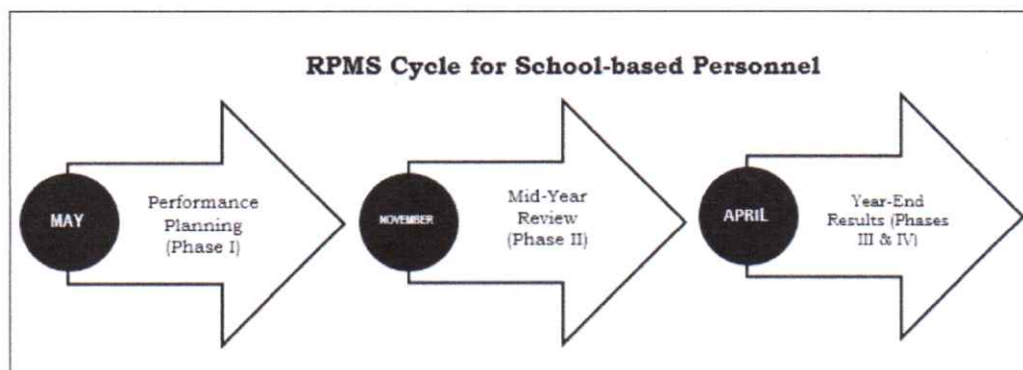 RPMS Cycle for School-based Personnel
MAY
Performance
Planning
(Phase I)
NOVEMBER
Mid-Year
Review
(Phase II)
APRIL
Year-End
Results (Phases
III & IV)